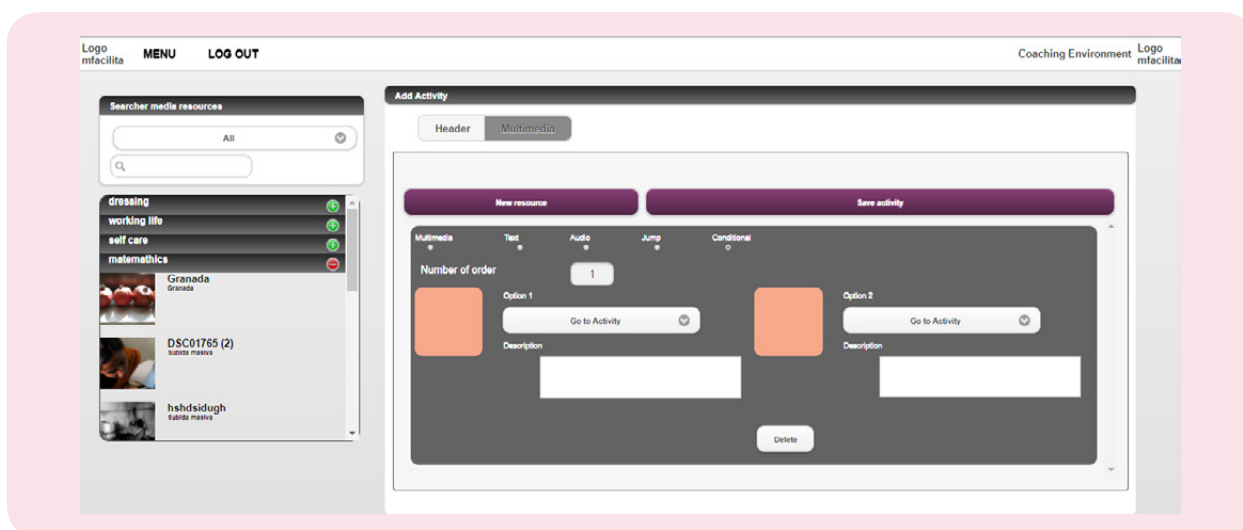 Logo
mfacilita
MENU
LOG OUT
Coaching Environment
Logo
mfacilita
Searcher media resources
All
dressing
working life
self care
matemathics
Granada
Granada
DSC01765 (2)
Subida masiva
hshdsidugh
Subida masiva
Add Activity
Header
Multimedia
New resource
Save activity
Multimedia
Text
Audio
Jump
Conditional
Number of order
1
Option 1
Go to Activity
Description
Option 2
Go to Activity
Description
Delete